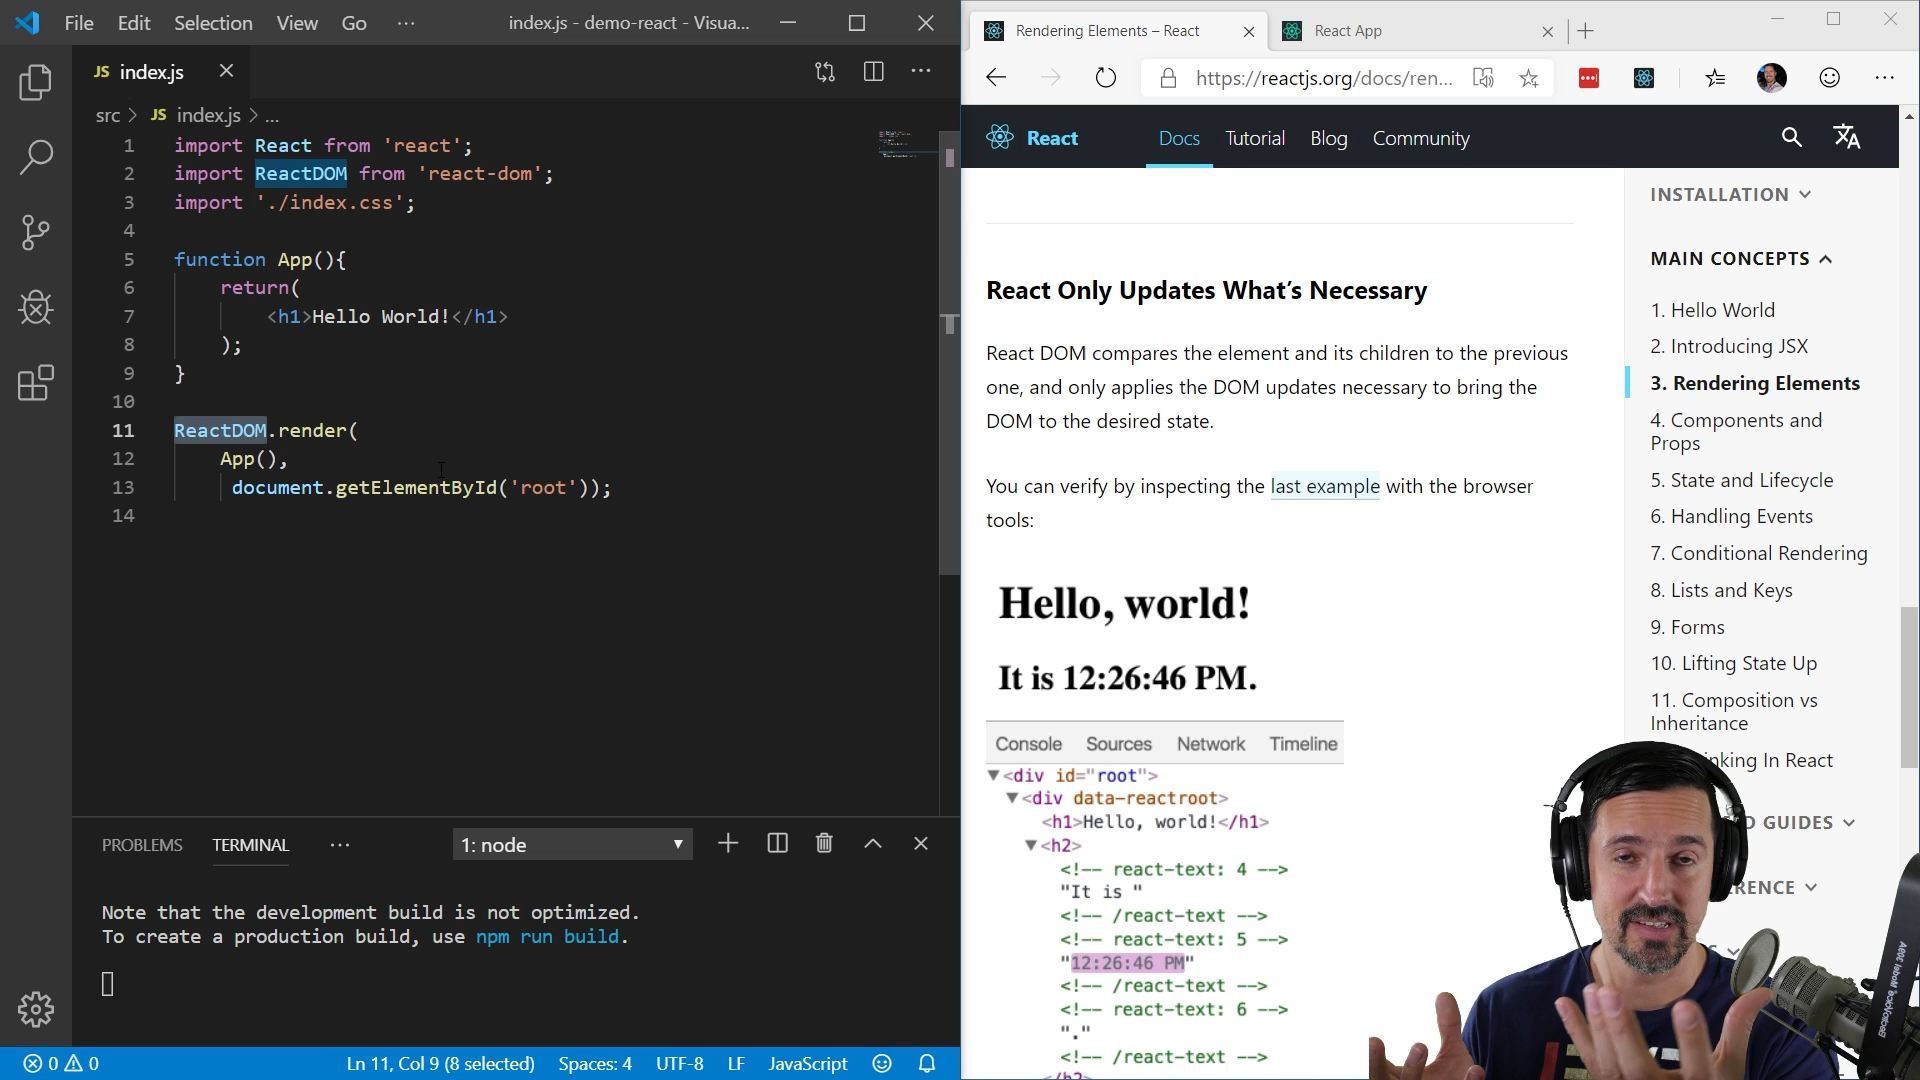 File Edit Selection View Go ··· index.js - demo-react - Visua...
JS index.js
src > JS index.js > ...
1 import React from 'react';
2 import ReactDOM from 'react-dom';
3 import './index.css';
4
5 function App(){
6 return(
7 <h1>Hello World!</h1>
8 );
9 }
10
11 ReactDOM.render(
12 App(),
13 document.getElementById('root'));
14
PROBLEMS TERMINAL ··· 1: node
Note that the development build is not optimized.
To create a production build, use npm run build.
0 0 Ln 11, Col 9 (8 selected) Spaces: 4 UTF-8 LF JavaScript
Rendering Elements – React React App
https://reactjs.org/docs/ren...
React Docs Tutorial Blog Community
React Only Updates What’s Necessary
React DOM compares the element and its children to the previous
one, and only applies the DOM updates necessary to bring the
DOM to the desired state.
You can verify by inspecting the last example with the browser
tools:
Hello, world!
It is 12:26:46 PM.
Console Sources Network Timeline
▼<div id="root">
▼<div data-reactroot>
<h1>Hello, world!</h1>
▼<h2>
<!-- react-text: 4 -->
"It is "
<!-- /react-text -->
<!-- react-text: 5 -->
"12:26:46 PM"
<!-- /react-text -->
<!-- react-text: 6 -->
"."
<!-- /react-text -->
</h2>
INSTALLATION
MAIN CONCEPTS
1. Hello World
2. Introducing JSX
3. Rendering Elements
4. Components and
Props
5. State and Lifecycle
6. Handling Events
7. Conditional Rendering
8. Lists and Keys
9. Forms
10. Lifting State Up
11. Composition vs
Inheritance
nking In React
D GUIDES
RENCE